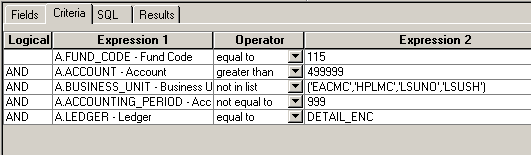 Fields Criteria SQL Results
Logical Expression 1 Operator Expression 2
A.FUND_CODE - Fund Code equal to 115
AND A.ACCOUNT - Account greater than 499999
AND A.BUSINESS_UNIT - Business U not in list ('EACMC','HPLMC','LSUNO','LSUSH')
AND A.ACCOUNTING_PERIOD - Acc not equal to 999
AND A.LEDGER - Ledger equal to DETAIL_ENC